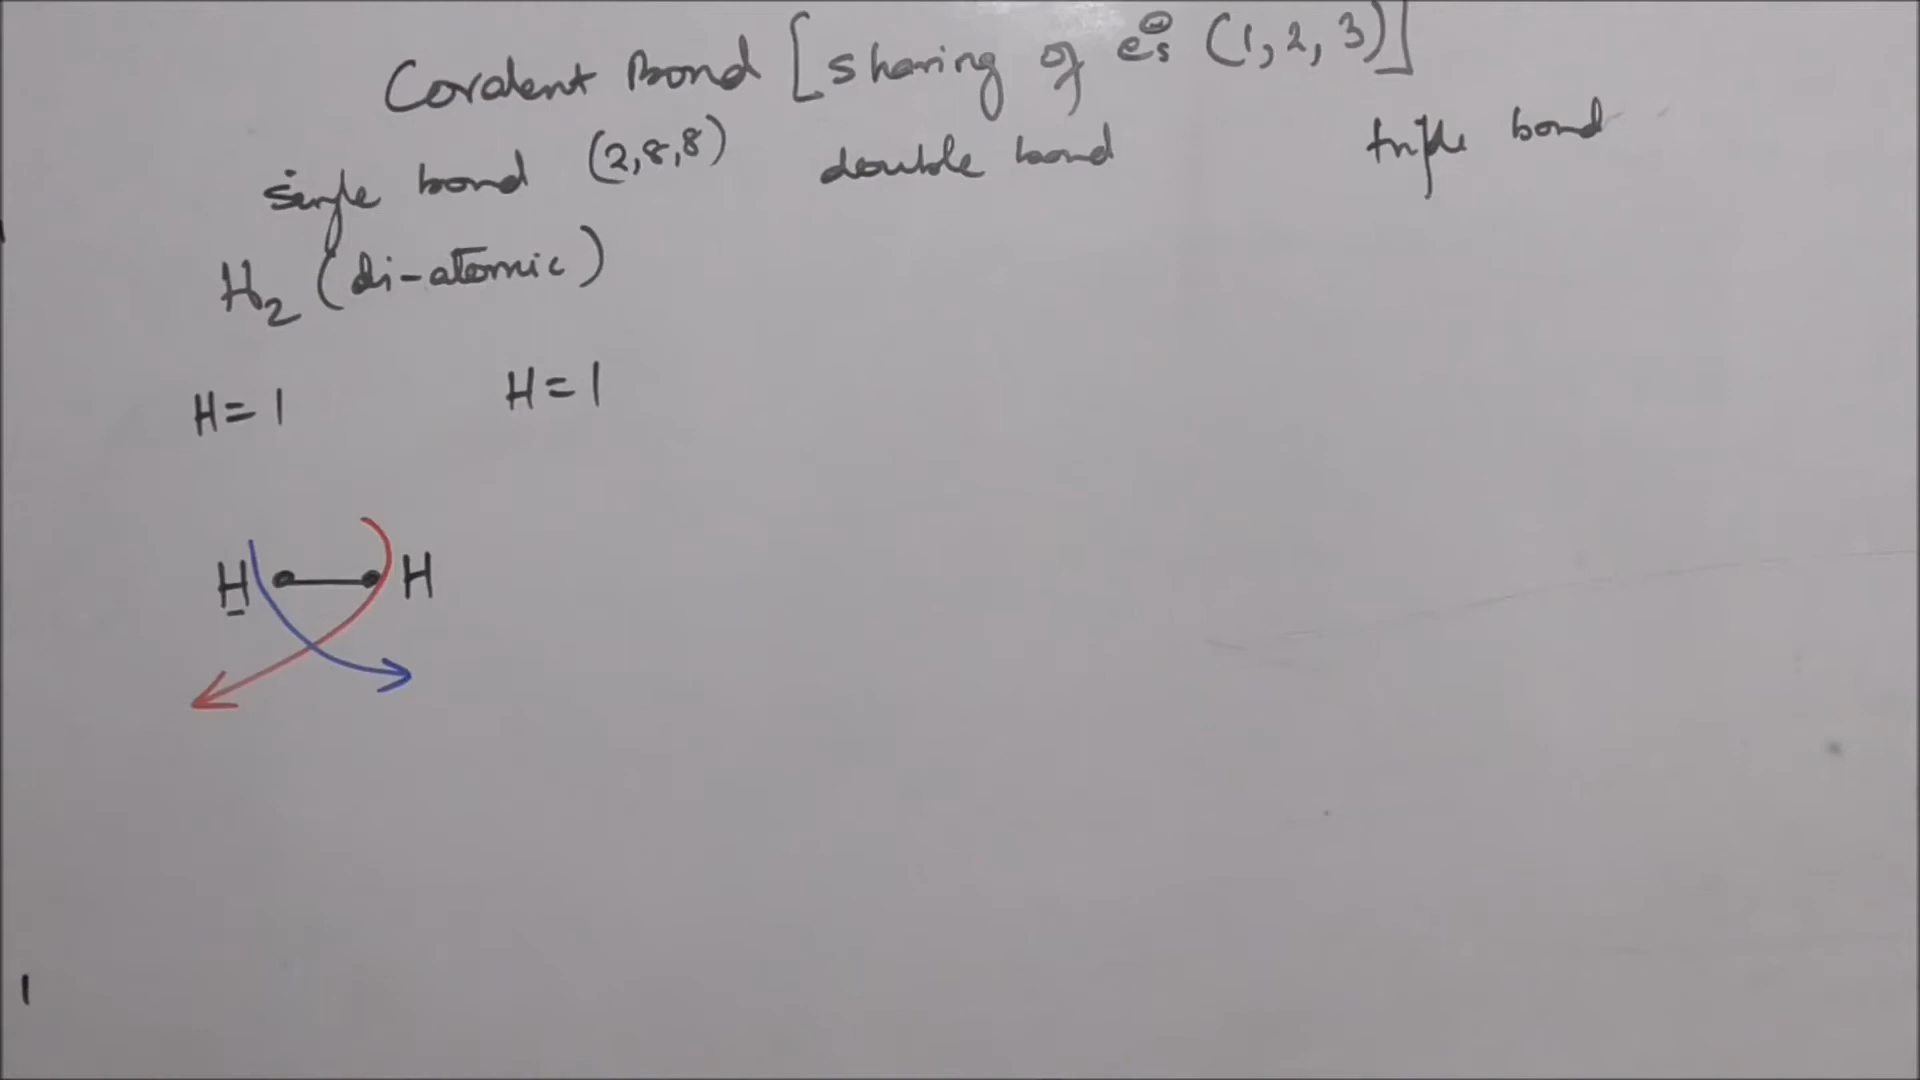 Covalent Bond [sharing of e⊖s (1, 2, 3)]
single bond (2,8,8) double bond triple bond
H₂ (di-atomic)
H = 1 H = 1
H H
1